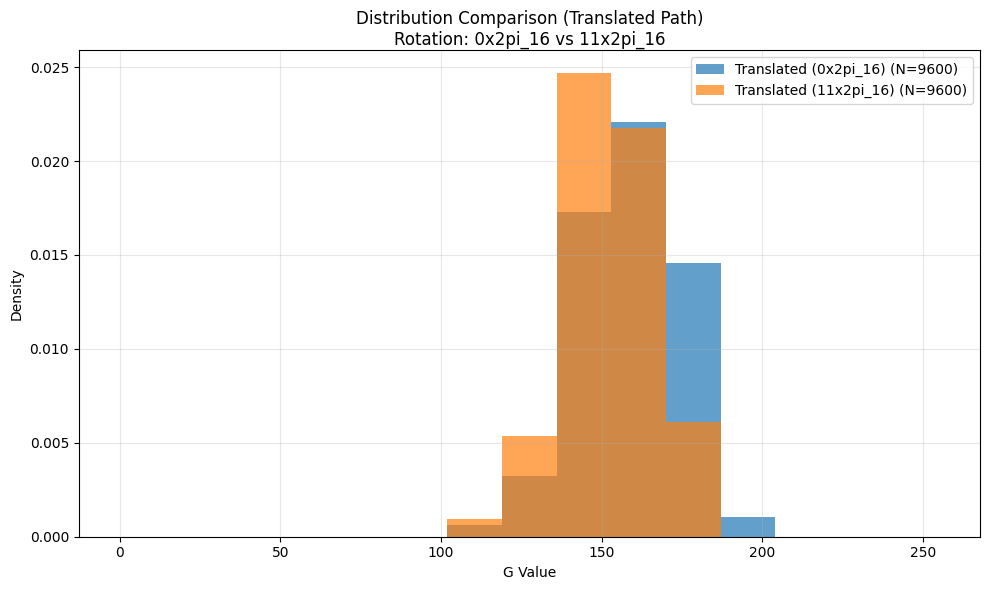 Distribution Comparison (Translated Path)
Rotation: 0x2pi_16 vs 11x2pi_16
Translated (0x2pi_16) (N=9600)
Translated (11x2pi_16) (N=9600)
0.025
0.020
0.015
0.010
0.005
0.000
Density
0 50 100 150 200 250
G Value